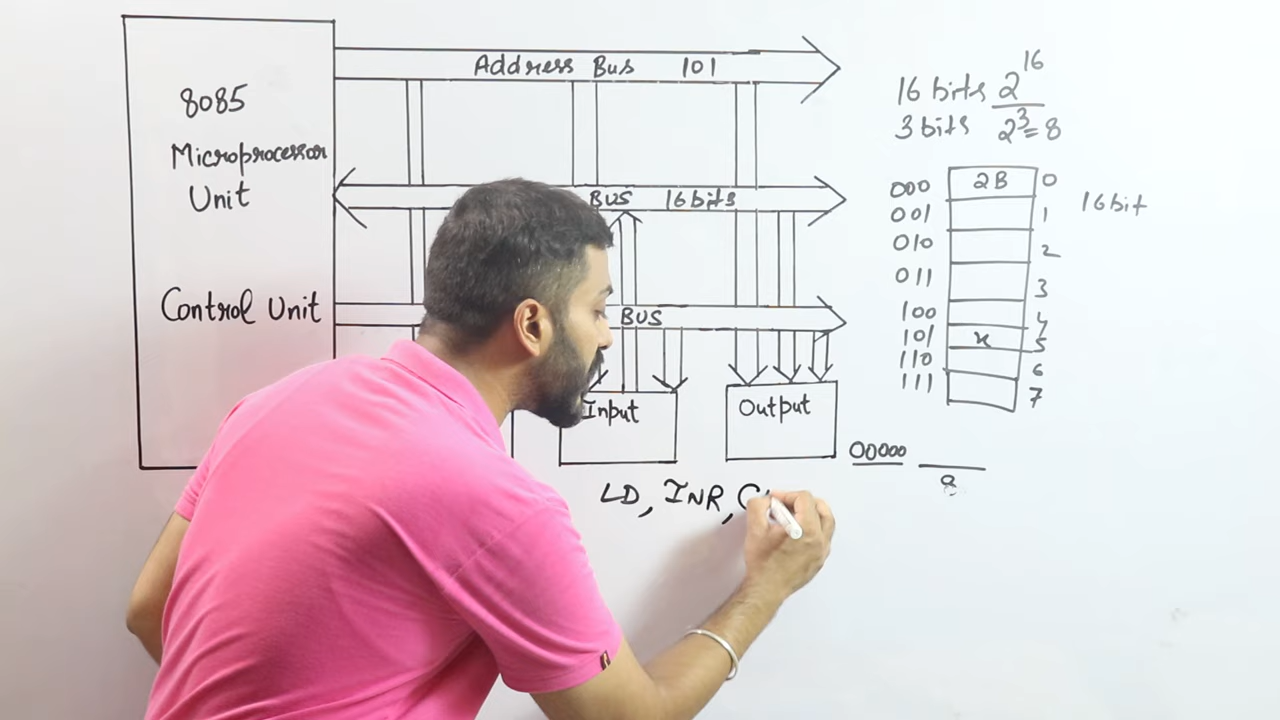 Address Bus 101
8085
Microprocessor
Unit
BUS 16 bits
Control Unit
BUS
Input
Output
LD, INR, C
16 bits 2^16
3 bits 2^3=8
000 2B 0
001 1
010 2
011 3
100 4
101 x 5
110 6
111 7
16 bit
00000
8